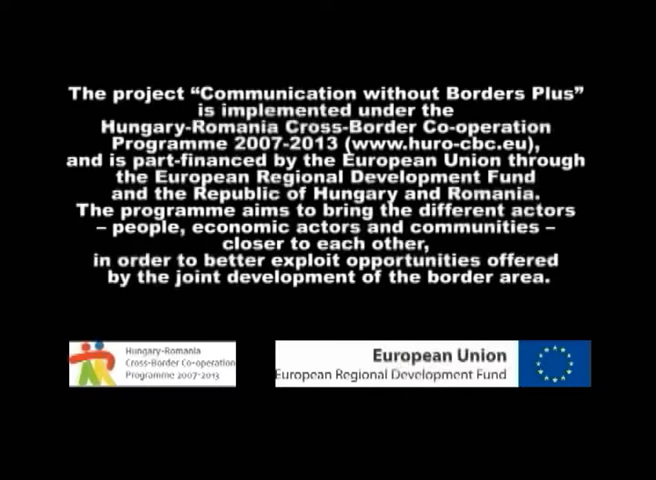 The project “Communication without Borders Plus”
is implemented under the
Hungary-Romania Cross-Border Co-operation
Programme 2007-2013 (www.huro-cbc.eu),
and is part-financed by the European Union through
the European Regional Development Fund
and the Republic of Hungary and Romania.
The programme aims to bring the different actors
– people, economic actors and communities –
closer to each other,
in order to better exploit opportunities offered
by the joint development of the border area.
Hungary-Romania
Cross-Border Co-operation
Programme 2007-2013
European Union
European Regional Development Fund